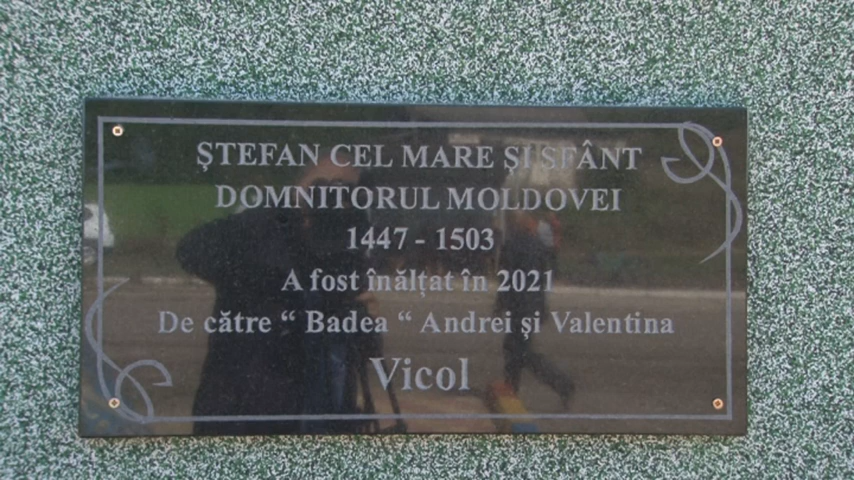 ŞTEFAN CEL MARE ŞI SFÂNT
DOMNITORUL MOLDOVEI
1447 - 1503
A fost înălţat în 2021
De către “ Badea “ Andrei şi Valentina
Vicol